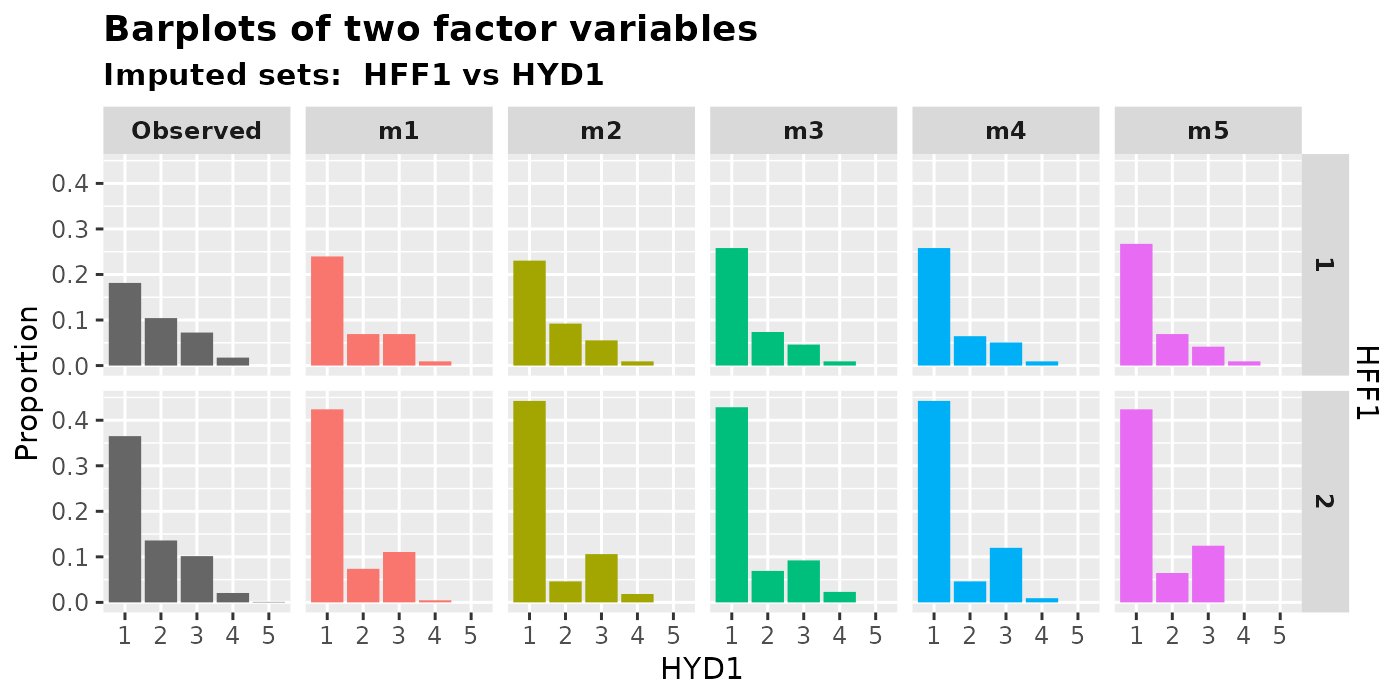 Barplots of two factor variables
Imputed sets:  HFF1 vs HYD1
Observed m1 m2 m3 m4 m5
0.4
0.3
0.2
0.1
0.0
1
0.4
0.3
0.2
0.1
0.0
2
Proportion
HFF1
1 2 3 4 5 1 2 3 4 5 1 2 3 4 5 1 2 3 4 5 1 2 3 4 5 1 2 3 4 5
HYD1